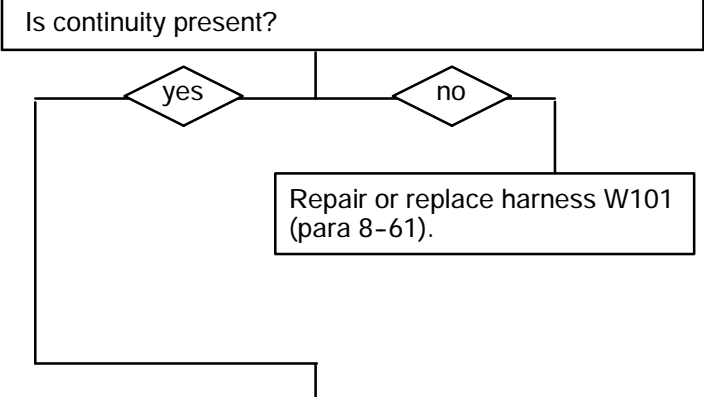 Is continuity present?
yes
no
Repair or replace harness W101
(para 8-61).